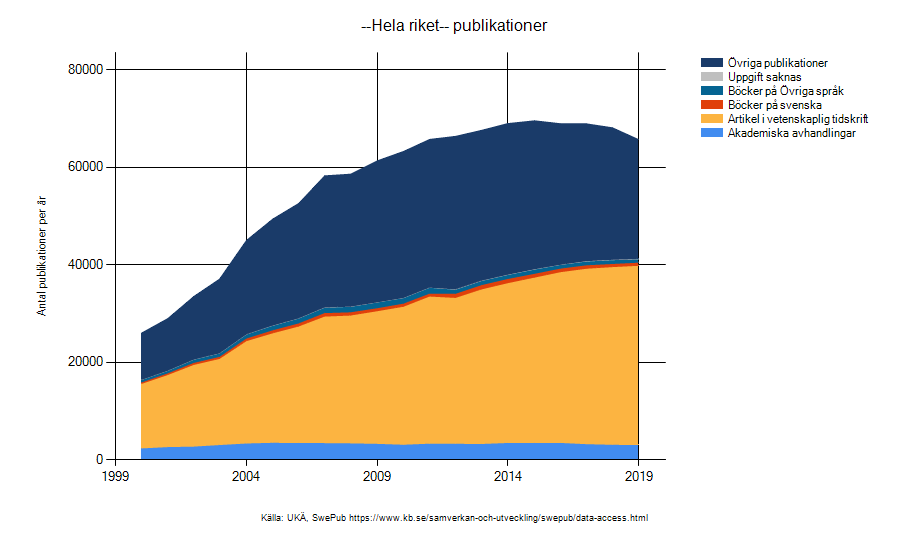 --Hela riket-- publikationer
80000
60000
40000
20000
0
Antal publikationer per år
1999
2004
2009
2014
2019
Övriga publikationer
Uppgift saknas
Böcker på Övriga språk
Böcker på svenska
Artikel i vetenskaplig tidskrift
Akademiska avhandlingar
Källa: UKÄ, SwePub https://www.kb.se/samverkan-och-utveckling/swepub/data-access.html